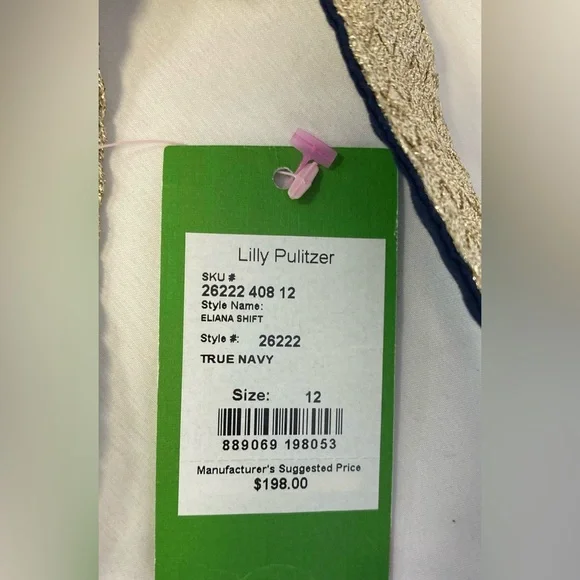 Lilly Pulitzer
SKU #
26222 408 12
Style Name:
ELIANA SHIFT
Style #: 26222
TRUE NAVY
Size: 12
889069 198053
Manufacturer's Suggested Price
$198.00